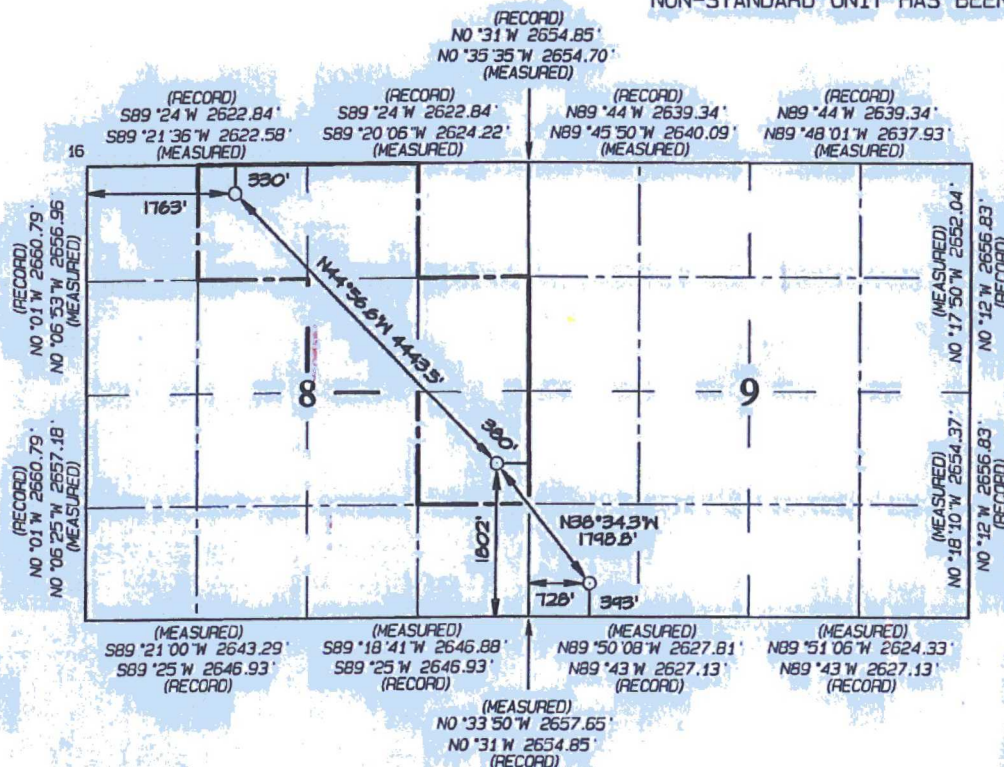 NON-STANDARD UNIT HAS BEEN
(RECORD)
N0°31'W 2654.85'
N0°35'35"W 2654.70'
(MEASURED)
(RECORD)
S89°24'W 2622.84'
S89°21'36"W 2622.58'
(MEASURED)
(RECORD)
S89°24'W 2622.84'
S89°20'06"W 2624.22'
(MEASURED)
(RECORD)
N89°44'W 2639.34'
N89°45'50"W 2640.09'
(MEASURED)
(RECORD)
N89°44'W 2639.34'
N89°48'01"W 2637.93'
(MEASURED)
16
330'
1763'
(RECORD)
N0°01'W 2660.79'
N0°06'53"W 2656.96
(MEASURED)
N44°56.6'W 4443.5'
(MEASURED)
N0°17'50"W 2652.04'
N0°12'W 2656.83'
(RECORD)
8
9
380'
(RECORD)
N0°01'W 2660.79'
N0°06'25"W 2657.18'
(MEASURED)
1802'
N38°34.3'W
1798.8'
(MEASURED)
N0°18'10"W 2654.37'
N0°12'W 2656.83'
(RECORD)
728'
393'
(MEASURED)
S89°21'00"W 2643.29'
S89°25'W 2646.93'
(RECORD)
(MEASURED)
S89°18'41"W 2646.88'
S89°25'W 2646.93'
(RECORD)
(MEASURED)
N89°50'08"W 2627.81'
N89°43'W 2627.13'
(RECORD)
(MEASURED)
N89°51'06"W 2624.33'
N89°43'W 2627.13'
(RECORD)
(MEASURED)
N0°33'50"W 2657.65'
N0°31'W 2654.85'
(RECORD)